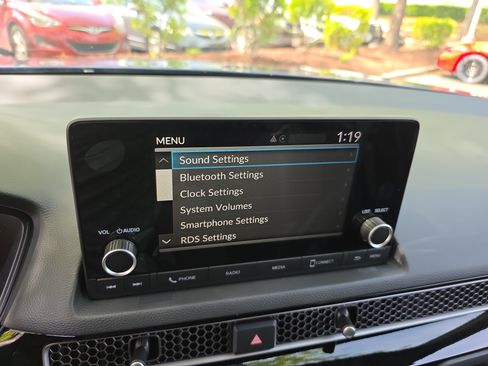 MENU 1:19
Sound Settings
Bluetooth Settings
Clock Settings
System Volumes
Smartphone Settings
RDS Settings
VOL AUDIO
SELECT
PHONE RADIO MEDIA CONNECT MENU